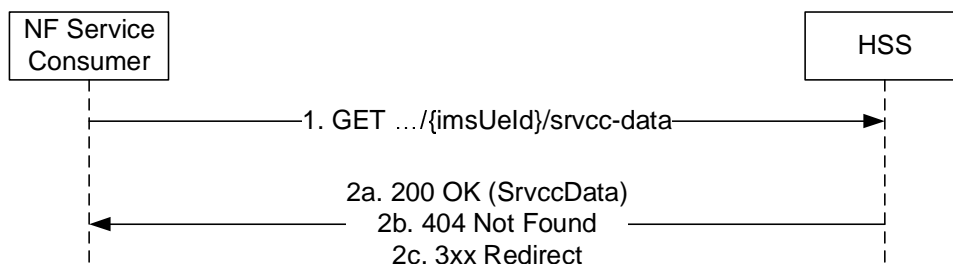 NF Service
Consumer
HSS
1. GET …/{imsUeId}/srvcc-data
2a. 200 OK (SrvccData)
2b. 404 Not Found
2c. 3xx Redirect